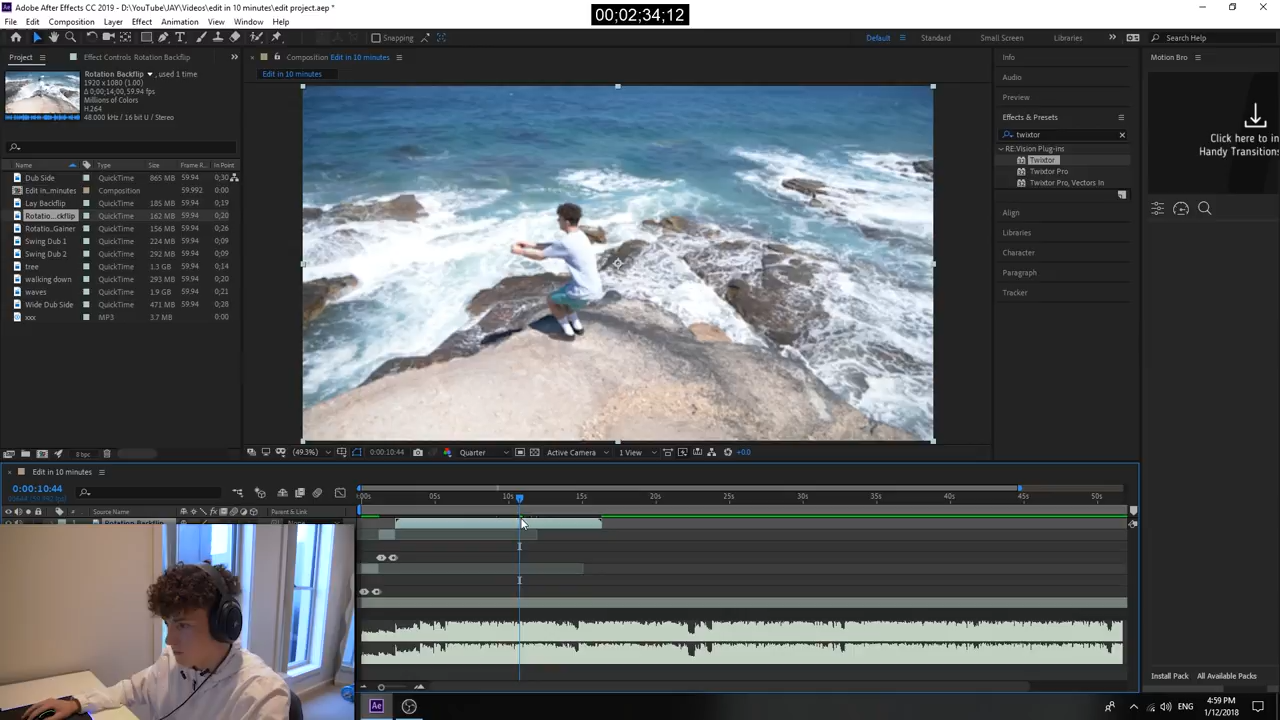 Adobe After Effects CC 2019 - D:\YouTube\JAY\Videos\edit in 10 minutes\edit project.aep *
00:02:34;12
File Edit Composition Layer Effect Animation View Window Help
Snapping
Default Standard Small Screen Libraries Search Help
Project Effect Controls Rotation Backflip
Composition Edit in 10 minutes
Info
Motion Bro
Edit in 10 minutes
Rotation Backflip ▾, used 1 time
1920 x 1080 (1.00)
Δ 0;00;14;00, 59.94 fps
Millions of Colors
H.264
48.000 kHz / 16 bit U / Stereo
Audio
Preview
Effects & Presets
twixtor
RE:Vision Plug-ins
Twixtor
Twixtor Pro
Twixtor Pro, Vectors In
Click here to in
Handy Transitions
Name Type Size Frame R... In Point
Dub Side QuickTime 865 MB 59.94 0;30
Edit in...minutes Composition 59.992 0:00
Lay Backflip QuickTime 185 MB 59.94 0;19
Rotatio...ckflip QuickTime 162 MB 59.94 0;20
Rotatio..Gainer QuickTime 156 MB 59.94 0;26
Swing Dub 1 QuickTime 224 MB 59.94 0;09
Swing Dub 2 QuickTime 253 MB 59.94 0;09
tree QuickTime 1.3 GB 59.94 0;14
walking down QuickTime 293 MB 59.94 0;20
waves QuickTime 1.9 GB 59.94 0;21
Wide Dub Side QuickTime 471 MB 59.94 0;28
xxx MP3 3.7 MB 0:00
Align
Libraries
Character
Paragraph
Tracker
8 bpc
(49.3%) 0:00:10:44 Quarter Active Camera 1 View +0.0
Edit in 10 minutes
0:00:10:44
:00s 05s 10s 15s 20s 25s 30s 35s 40s 45s 50s
# Source Name Parent & Link
Rotation Backflip None
Install Pack All Available Packs
Ae
ENG
4:59 PM
1/12/2018